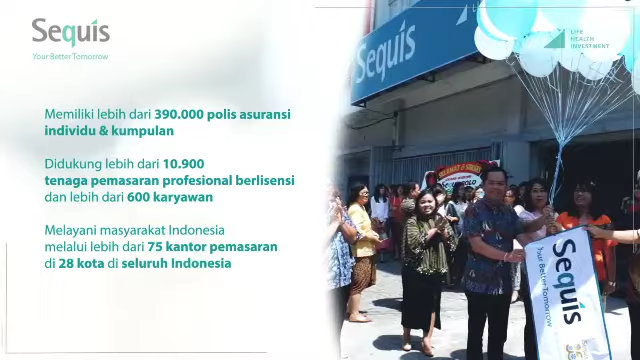 Sequis
Your Better Tomorrow
LIFE
HEALTH
INVESTMENT
Memiliki lebih dari 390.000 polis asuransi
individu & kumpulan
Didukung lebih dari 10.900
tenaga pemasaran profesional berlisensi
dan lebih dari 600 karyawan
Melayani masyarakat Indonesia
melalui lebih dari 75 kantor pemasaran
di 28 kota di seluruh Indonesia
Sequis
SELAMAT & SUKSES
Sequis
Your Better Tomorrow